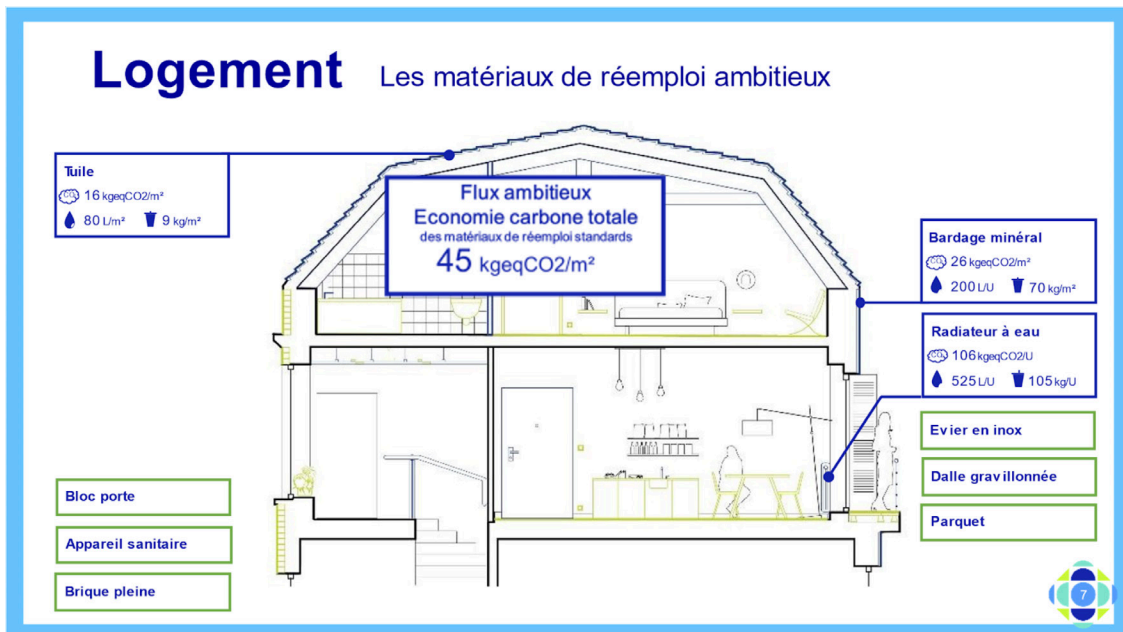 Logement Les matériaux de réemploi ambitieux
Tuile
CO2 16 kgeqCO2/m²
80 L/m² 9 kg/m²
Flux ambitieux
Economie carbone totale
des matériaux de réemploi standards
45 kgeqCO2/m²
Bardage minéral
CO2 26 kgeqCO2/m²
200 L/U 70 kg/m²
Radiateur à eau
CO2 106 kgeqCO2/U
525 L/U 105 kg/U
Evier en inox
Dalle gravillonnée
Parquet
Bloc porte
Appareil sanitaire
Brique pleine
7